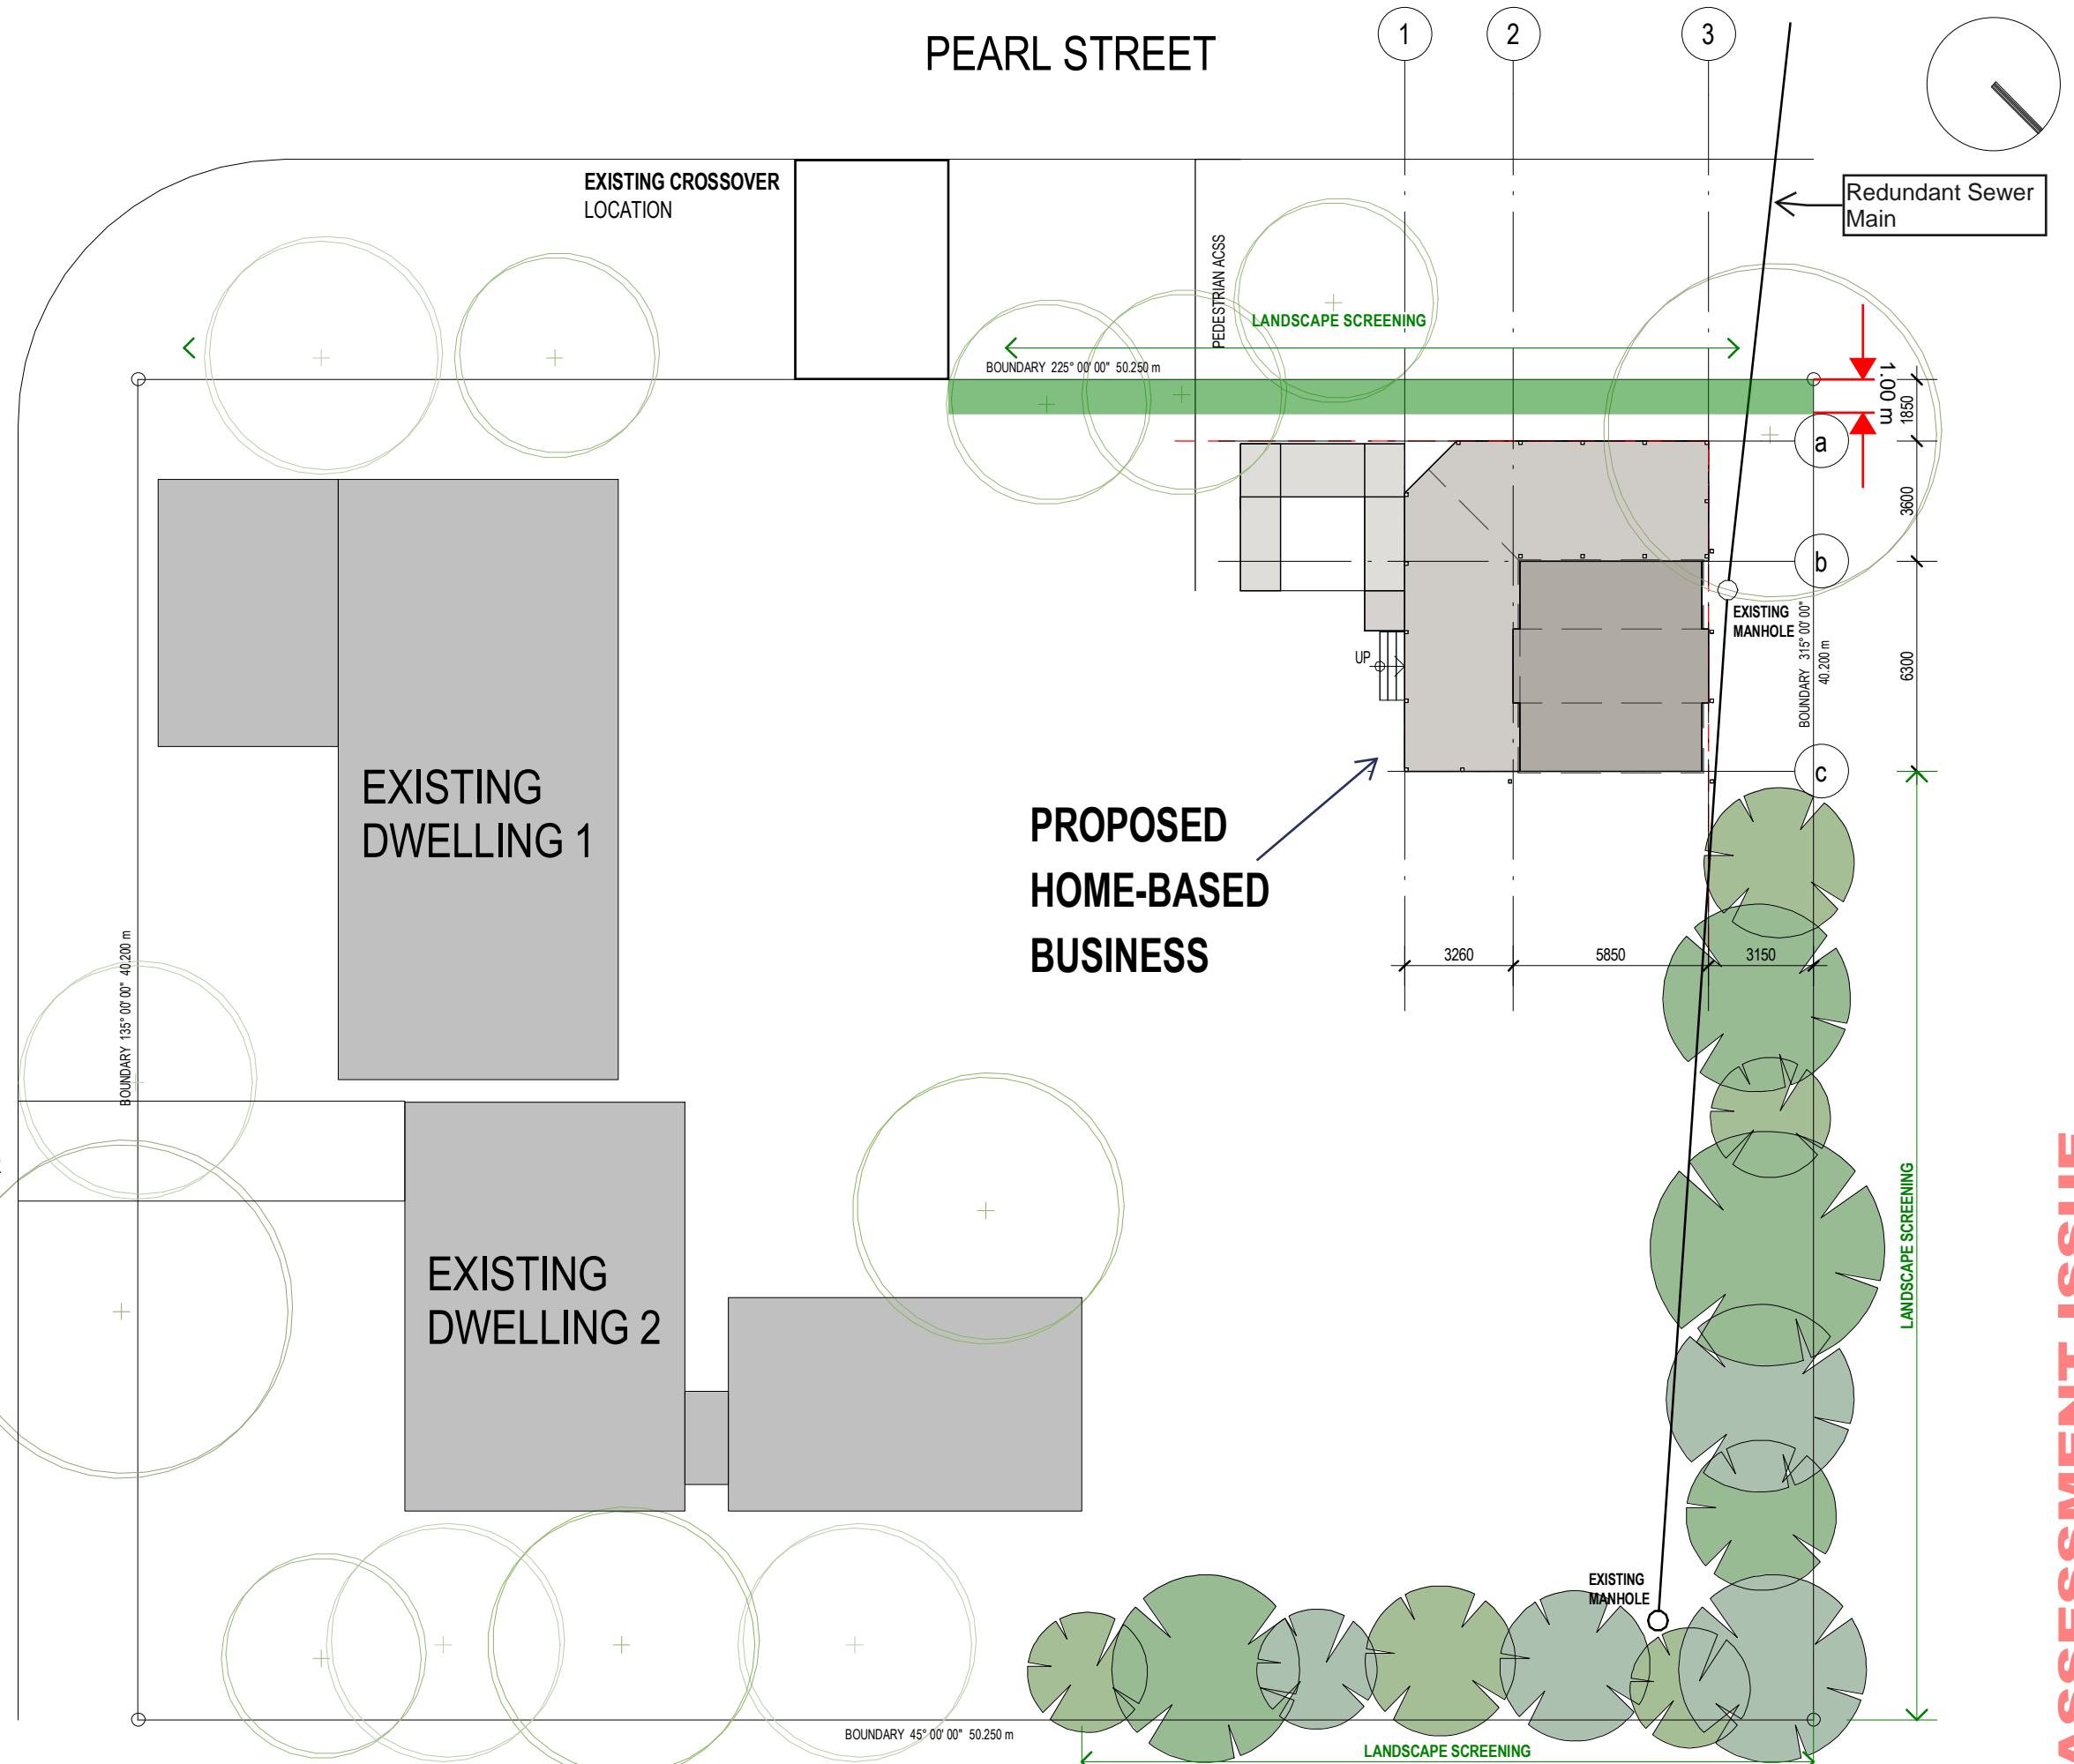 PEARL STREET
1
2
3
EXISTING CROSSOVER
LOCATION
Redundant Sewer
Main
PEDESTRIAN ACSS
LANDSCAPE SCREENING
BOUNDARY 225° 00' 00" 50.250 m
1.00 m
1850
a
3600
b
EXISTING
MANHOLE
BOUNDARY 315° 00' 00"
40.200 m
6300
UP
c
EXISTING
DWELLING 1
PROPOSED
HOME-BASED
BUSINESS
3260
5850
3150
BOUNDARY 135° 00' 00" 40.200 m
LANDSCAPE SCREENING
EXISTING
DWELLING 2
EXISTING
MANHOLE
BOUNDARY 45° 00' 00" 50.250 m
LANDSCAPE SCREENING
ASSESSMENT ISSUE